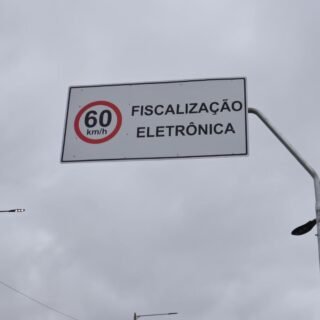 60
km/h
FISCALIZAÇÃO
ELETRÔNICA